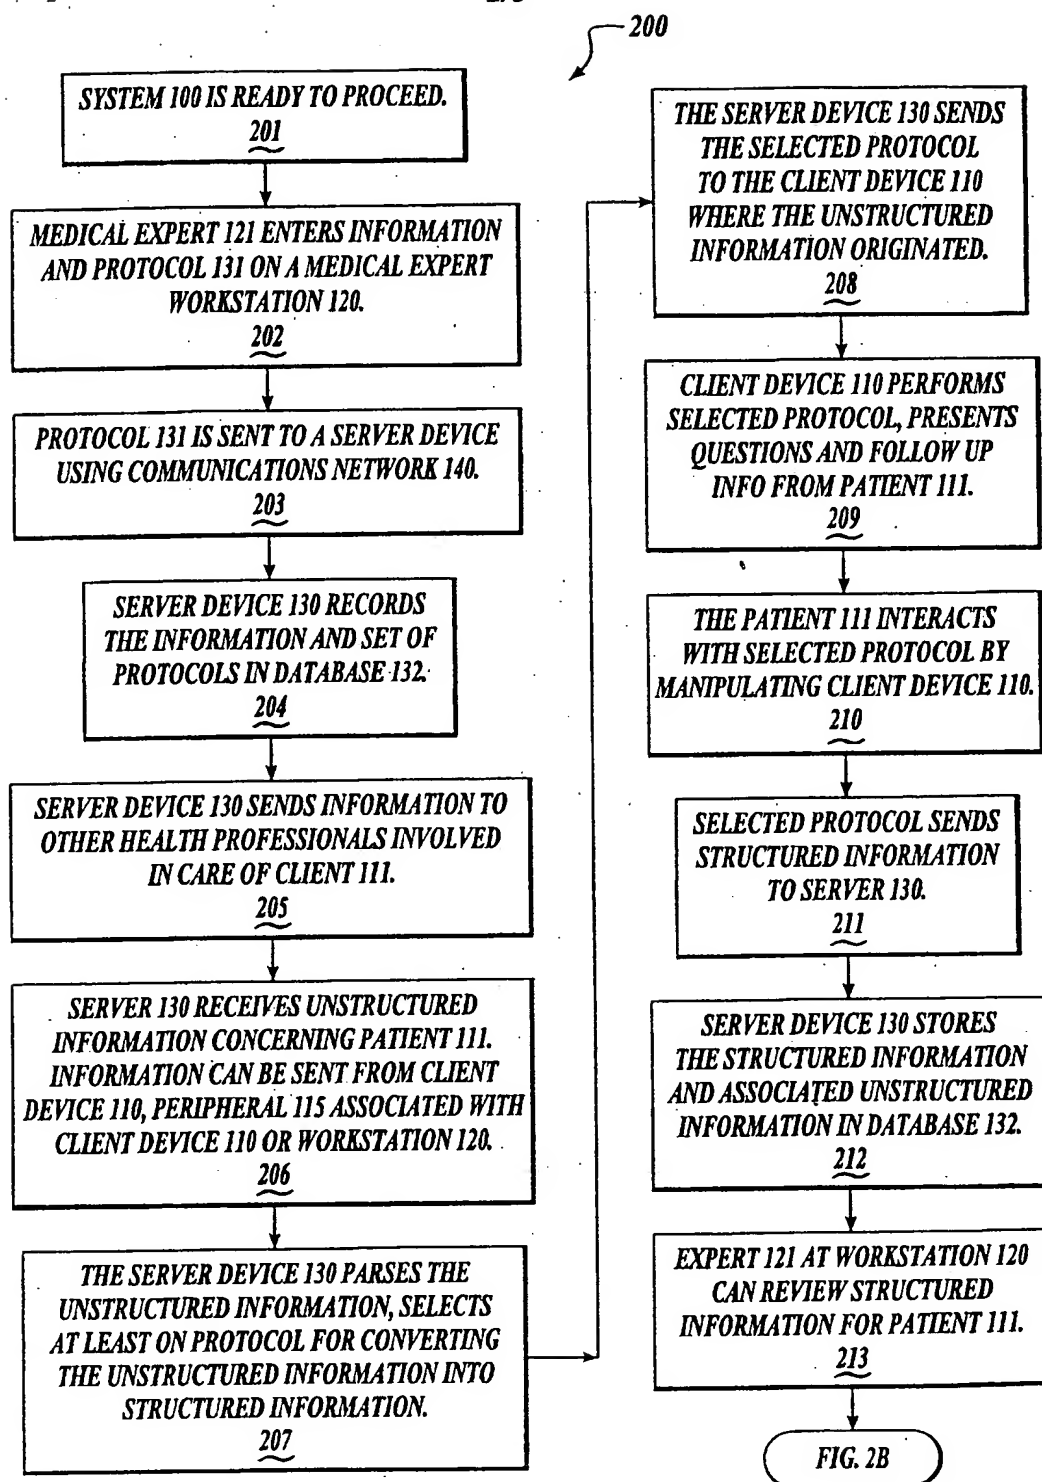 200
SYSTEM 100 IS READY TO PROCEED.
201
MEDICAL EXPERT 121 ENTERS INFORMATION
AND PROTOCOL 131 ON A MEDICAL EXPERT
WORKSTATION 120.
202
PROTOCOL 131 IS SENT TO A SERVER DEVICE
USING COMMUNICATIONS NETWORK 140.
203
SERVER DEVICE 130 RECORDS
THE INFORMATION AND SET OF
PROTOCOLS IN DATABASE 132.
204
SERVER DEVICE 130 SENDS INFORMATION TO
OTHER HEALTH PROFESSIONALS INVOLVED
IN CARE OF CLIENT 111.
205
SERVER 130 RECEIVES UNSTRUCTURED
INFORMATION CONCERNING PATIENT 111.
INFORMATION CAN BE SENT FROM CLIENT
DEVICE 110, PERIPHERAL 115 ASSOCIATED WITH
CLIENT DEVICE 110 OR WORKSTATION 120.
206
THE SERVER DEVICE 130 PARSES THE
UNSTRUCTURED INFORMATION, SELECTS
AT LEAST ON PROTOCOL FOR CONVERTING
THE UNSTRUCTURED INFORMATION INTO
STRUCTURED INFORMATION.
207
THE SERVER DEVICE 130 SENDS
THE SELECTED PROTOCOL
TO THE CLIENT DEVICE 110
WHERE THE UNSTRUCTURED
INFORMATION ORIGINATED.
208
CLIENT DEVICE 110 PERFORMS
SELECTED PROTOCOL, PRESENTS
QUESTIONS AND FOLLOW UP
INFO FROM PATIENT 111.
209
THE PATIENT 111 INTERACTS
WITH SELECTED PROTOCOL BY
MANIPULATING CLIENT DEVICE 110.
210
SELECTED PROTOCOL SENDS
STRUCTURED INFORMATION
TO SERVER 130.
211
SERVER DEVICE 130 STORES
THE STRUCTURED INFORMATION
AND ASSOCIATED UNSTRUCTURED
INFORMATION IN DATABASE 132.
212
EXPERT 121 AT WORKSTATION 120
CAN REVIEW STRUCTURED
INFORMATION FOR PATIENT 111.
213
FIG. 2B